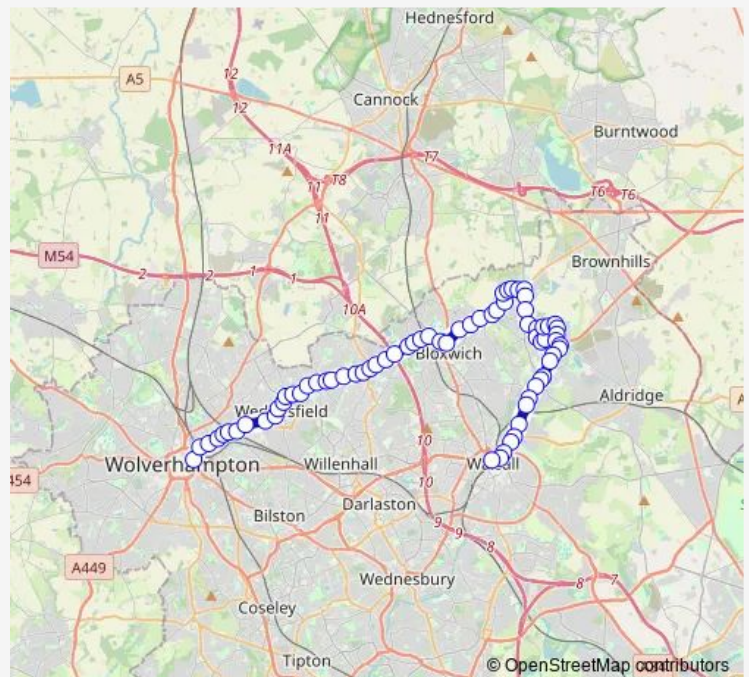 Hednesford
12
A5
12
Cannock
Burntwood
11A
T7
11
T8
T6
T6
11
M54
2
2
1
1
Brownhills
10A
Bloxwich
Aldridge
Wednesfield
10
Wolverhampton
Willenhall
Walsall
10
Darlaston
Bilston
9
9
8
A449
Wednesbury
8
7
Coseley
Tipton
© OpenStreetMap contributors